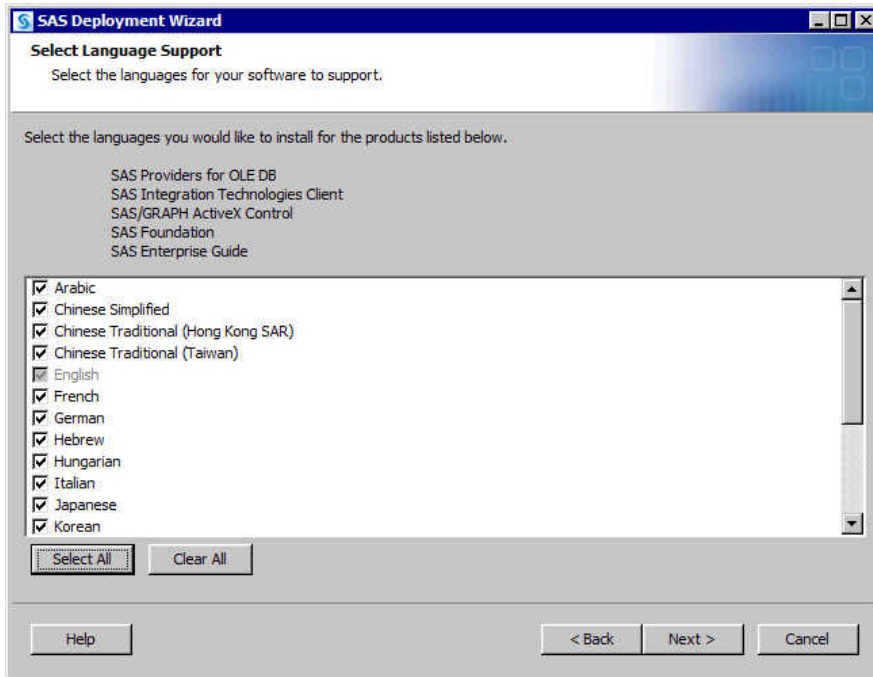 SAS Deployment Wizard
Select Language Support
Select the languages for your software to support.
Select the languages you would like to install for the products listed below.
SAS Providers for OLE DB
SAS Integration Technologies Client
SAS/GRAPH ActiveX Control
SAS Foundation
SAS Enterprise Guide
Arabic
Chinese Simplified
Chinese Traditional (Hong Kong SAR)
Chinese Traditional (Taiwan)
English
French
German
Hebrew
Hungarian
Italian
Japanese
Korean
Select All Clear All
Help < Back Next > Cancel